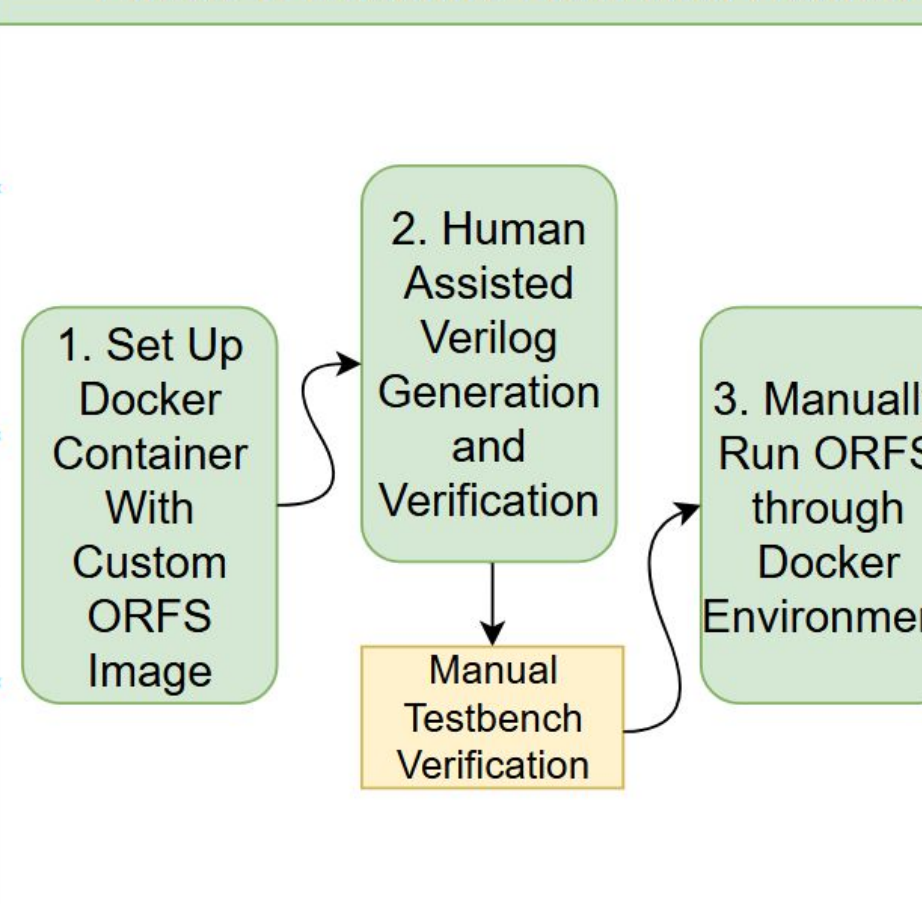 1. Set Up
Docker
Container
With
Custom
ORFS
Image
2. Human
Assisted
Verilog
Generation
and
Verification
Manual
Testbench
Verification
3. Manuall
Run ORFS
through
Docker
Environme